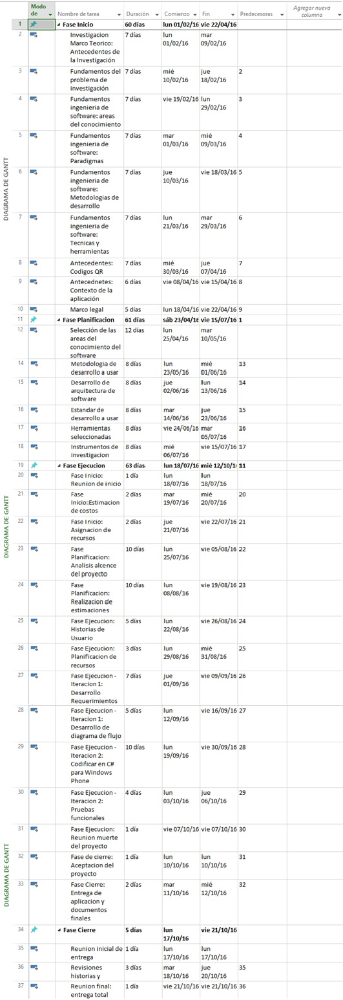 Modo de
Nombre de tarea
Duración
Comienzo
Fin
Predecesoras
Agregar nueva columna
DIAGRAMA DE GANTT
1 Fase Inicio 60 días lun 01/02/16 vie 22/04/16
2 Investigacion Marco Teorico: Antecedentes de la Investigación 7 días lun 01/02/16 mar 09/02/16
3 Fundamentos del problema de investigación 7 días mié 10/02/16 jue 18/02/16 2
4 Fundamentos ingenieria de software: areas del conocimiento 7 días vie 19/02/16 lun 29/02/16 3
5 Fundamentos ingenieria de software: Paradigmas 7 días mar 01/03/16 mié 09/03/16 4
6 Fundamentos ingenieria de software: Metodologias de desarrollo 7 días jue 10/03/16 vie 18/03/16 5
7 Fundamentos ingenieria de software: Tecnicas y herramientas 7 días lun 21/03/16 mar 29/03/16 6
8 Antecedentes: Codigos QR 7 días mié 30/03/16 jue 07/04/16 7
9 Antecednetes: Contexto de la aplicación 6 días vie 08/04/16 vie 15/04/16 8
10 Marco legal 5 días lun 18/04/16 vie 22/04/16 9
11 Fase Planificacion 61 días sáb 23/04/16 vie 15/07/16 1
12 Selección de las areas del conocimiento del software 12 días lun 25/04/16 mar 10/05/16
DIAGRAMA DE GANTT
14 Metodologia de desarrollo a usar 8 días lun 23/05/16 mié 01/06/16 13
15 Desarrollo de arquitectura de software 8 días jue 02/06/16 lun 13/06/16 14
16 Estandar de desarrollo a usar 8 días mar 14/06/16 jue 23/06/16 15
17 Herramientas seleccionadas 8 días vie 24/06/16 mar 05/07/16 16
18 Instrumentos de investigacion 8 días mié 06/07/16 vie 15/07/16 17
19 Fase Ejecucion 63 días lun 18/07/16 mié 12/10/1 11
20 Fase Inicio: Reunion de inicio 1 día lun 18/07/16 lun 18/07/16
21 Fase Inicio:Estimacion de costos 2 días mar 19/07/16 mié 20/07/16 20
22 Fase Inicio: Asignacion de recursos 2 días jue 21/07/16 vie 22/07/16 21
23 Fase Planificacion: Analisis alcence del proyecto 10 días lun 25/07/16 vie 05/08/16 22
24 Fase Planificacion: Realizacion de estimaciones 10 días lun 08/08/16 vie 19/08/16 23
25 Fase Ejecucion: Historias de Usuario 5 días lun 22/08/16 vie 26/08/16 24
26 Fase Ejecucion: Planificacion de recursos 3 días lun 29/08/16 mié 31/08/16 25
27 Fase Ejecucion - Iteracion 1: Desarrollo Requerimientos 7 días jue 01/09/16 vie 09/09/16 26
DIAGRAMA DE GANTT
28 Fase Ejecucion - Iteracion 1: Desarrollo de diagrama de flujo 5 días lun 12/09/16 vie 16/09/16 27
29 Fase Ejecucion - Iteracion 2: Codificar en C# para Windows Phone 10 días lun 19/09/16 vie 30/09/16 28
30 Fase Ejecucion - Iteracion 2: Pruebas funcionales 4 días lun 03/10/16 jue 06/10/16 29
31 Fase Ejecucion: Reunion muerte del proyecto 1 día vie 07/10/16 vie 07/10/16 30
32 Fase de cierre: Aceptacion del proyecto 1 día lun 10/10/16 lun 10/10/16 31
33 Fase Cierre: Entrega de aplicacion y documentos finales 2 días mar 11/10/16 mié 12/10/16 32
34 Fase Cierre 5 días lun 17/10/16 vie 21/10/16
35 Reunion inicial de entrega 1 día lun 17/10/16 lun 17/10/16
36 Revisiones historias y 3 días mar 18/10/16 jue 20/10/16 35
37 Reunion final: entrega total 1 día vie 21/10/16 vie 21/10/16 36